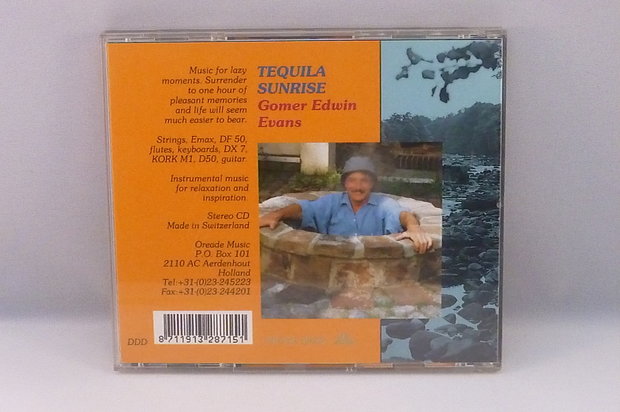 Music for lazy
moments. Surrender
to one hour of
pleasant memories
and life will seem
much easier to bear.
Strings, Emax, DF 50,
flutes, keyboards, DX 7,
KORK M1, D50, guitar.
Instrumental music
for relaxation and
inspiration.
Stereo CD
Made in Switzerland
Oreade Music
P.O. Box 101
2110 AC Aerdenhout
Holland
Tel:+31-(0)23-245223
Fax:+31-(0)23-244201
DDD
8 711913 287151
TEQUILA
SUNRISE
Gomer Edwin
Evans